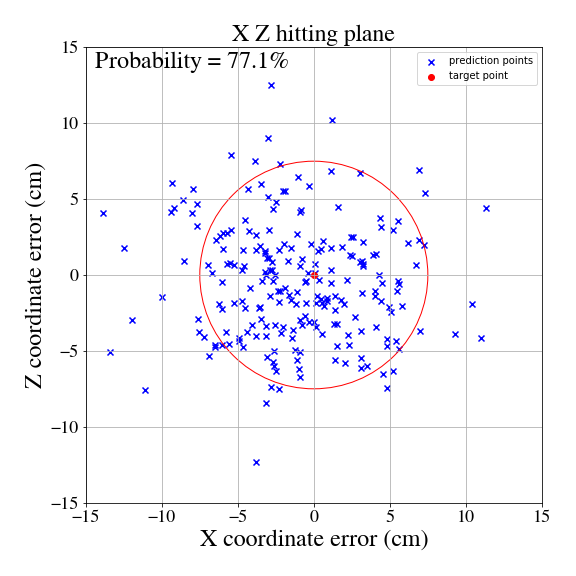 X Z hitting plane
Probability = 77.1%
prediction points
target point
Z coordinate error (cm)
15
10
5
0
−5
−10
−15
−15
−10
−5
0
5
10
15
X coordinate error (cm)